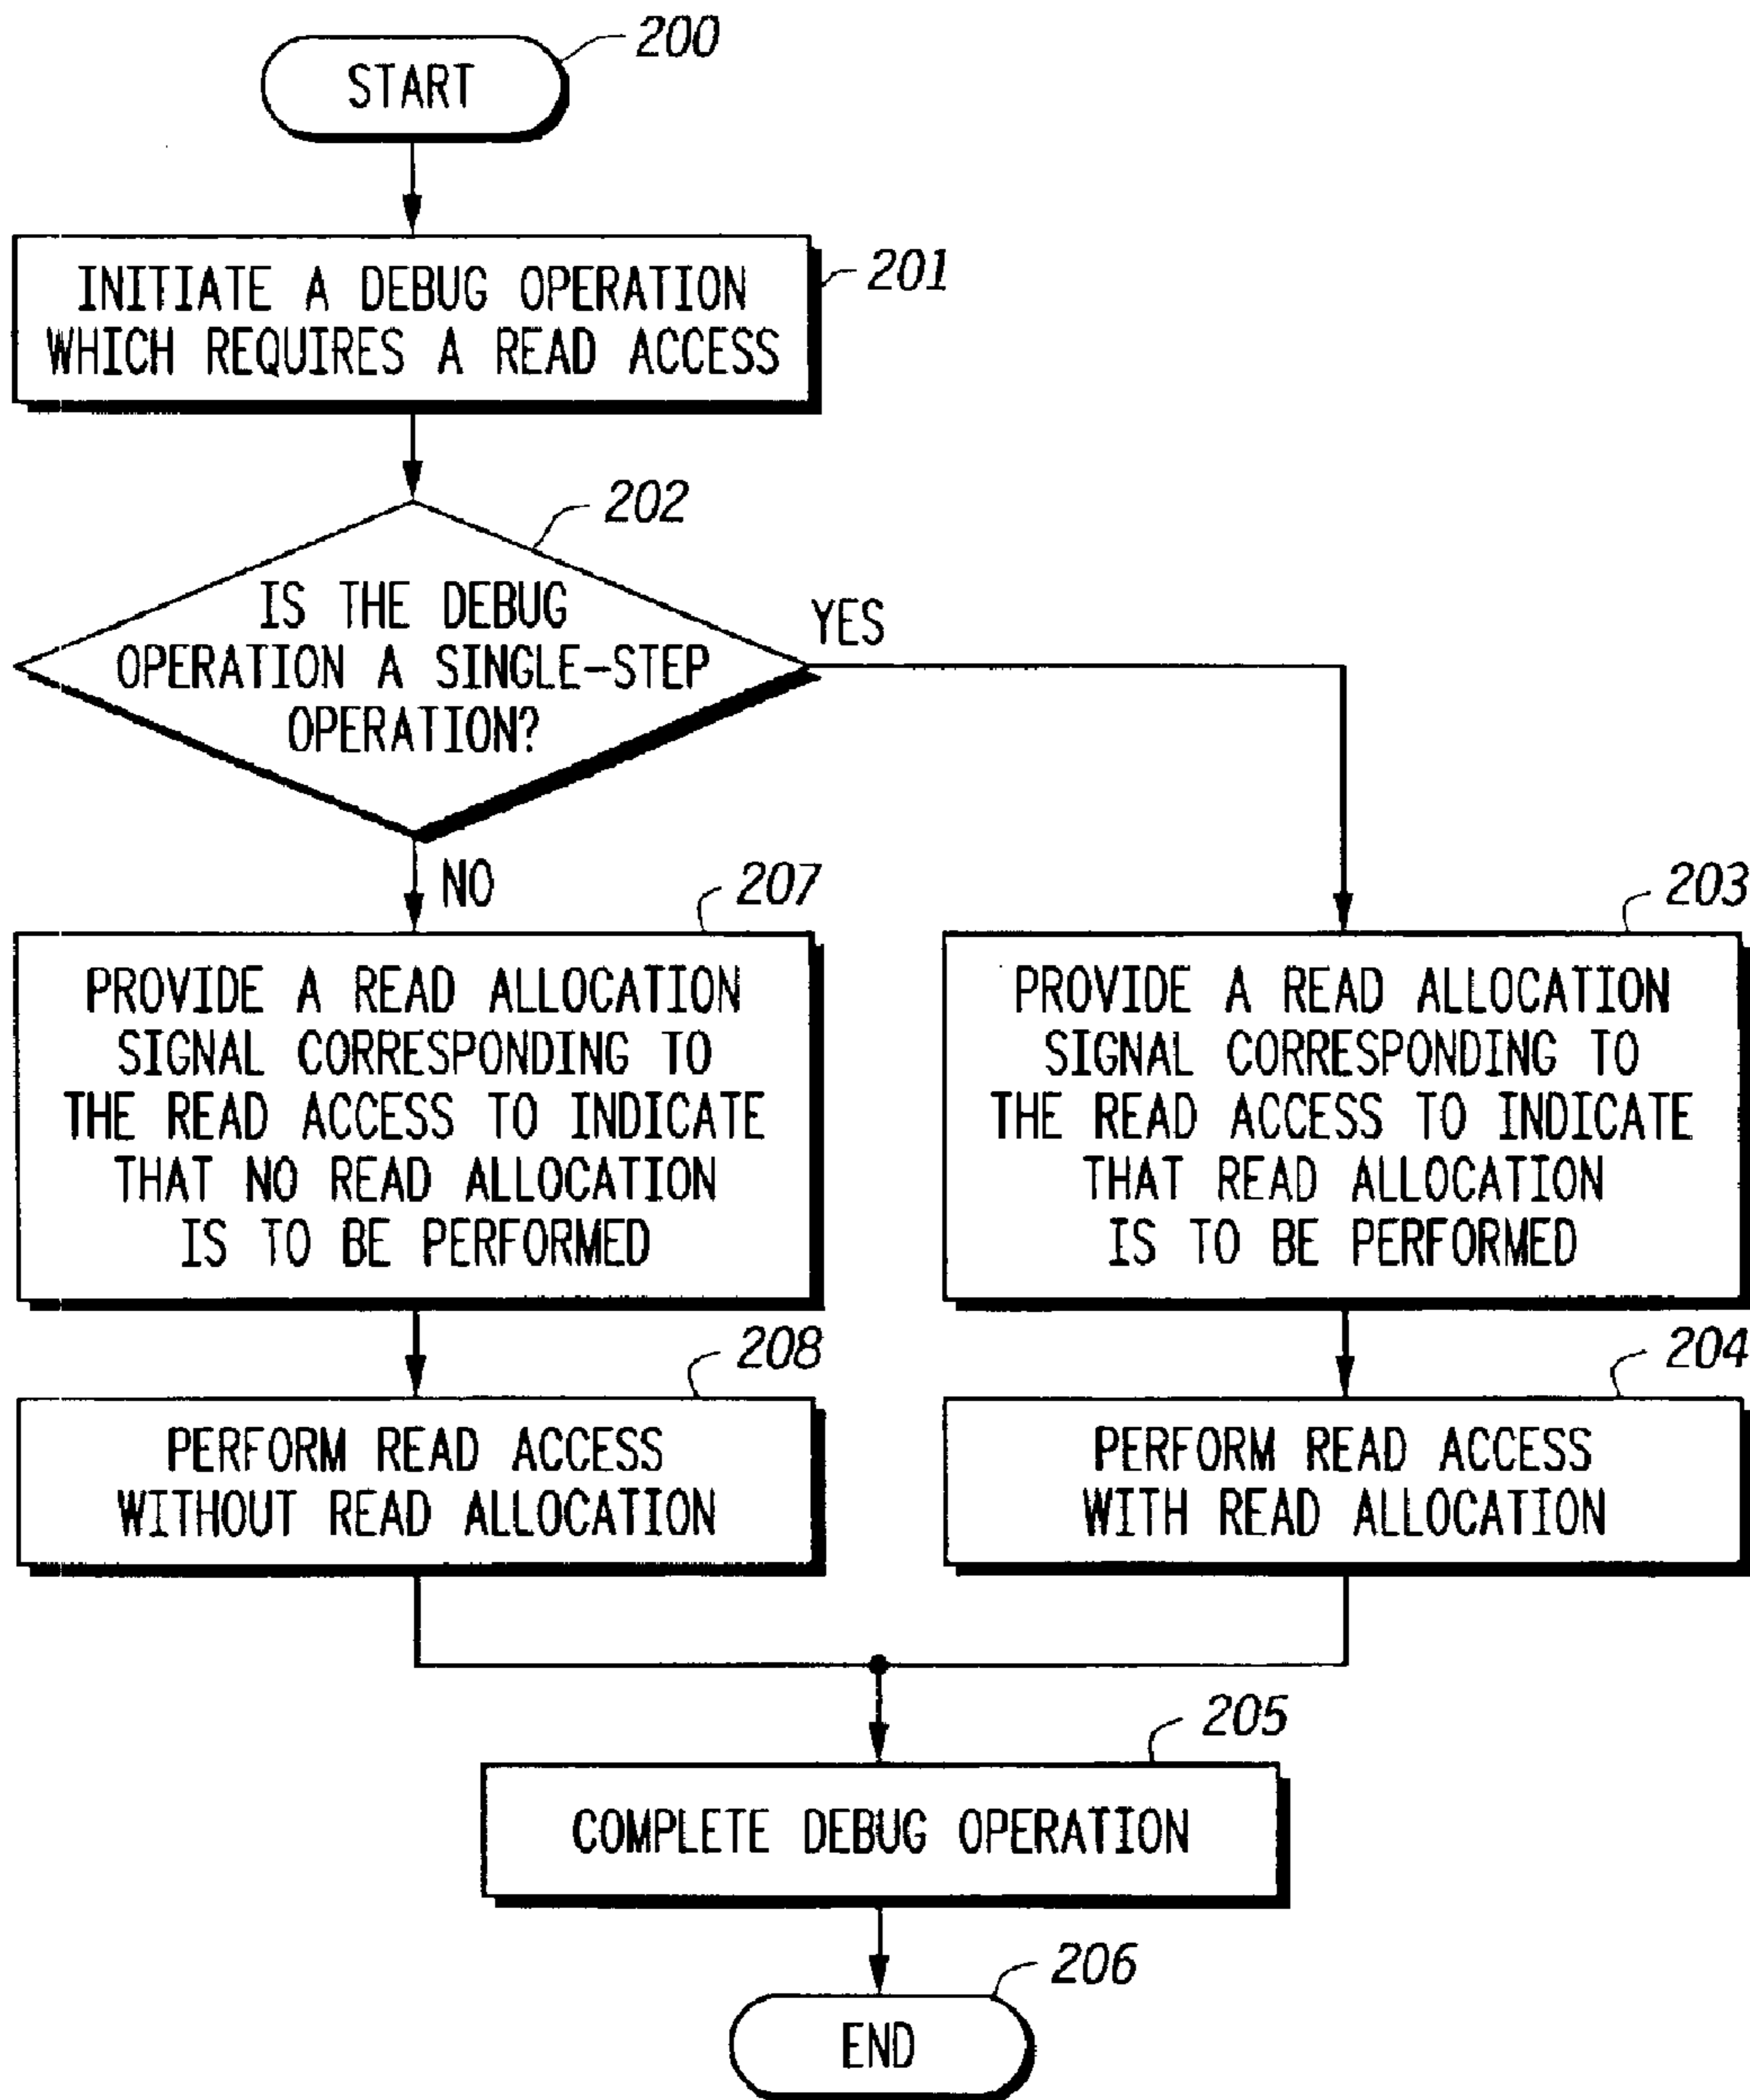 200
START
201
INITIATE A DEBUG OPERATION
WHICH REQUIRES A READ ACCESS
202
IS THE DEBUG
OPERATION A SINGLE-STEP
OPERATION?
YES
NO
207
PROVIDE A READ ALLOCATION
SIGNAL CORRESPONDING TO
THE READ ACCESS TO INDICATE
THAT NO READ ALLOCATION
IS TO BE PERFORMED
203
PROVIDE A READ ALLOCATION
SIGNAL CORRESPONDING TO
THE READ ACCESS TO INDICATE
THAT READ ALLOCATION
IS TO BE PERFORMED
208
PERFORM READ ACCESS
WITHOUT READ ALLOCATION
204
PERFORM READ ACCESS
WITH READ ALLOCATION
205
COMPLETE DEBUG OPERATION
206
END